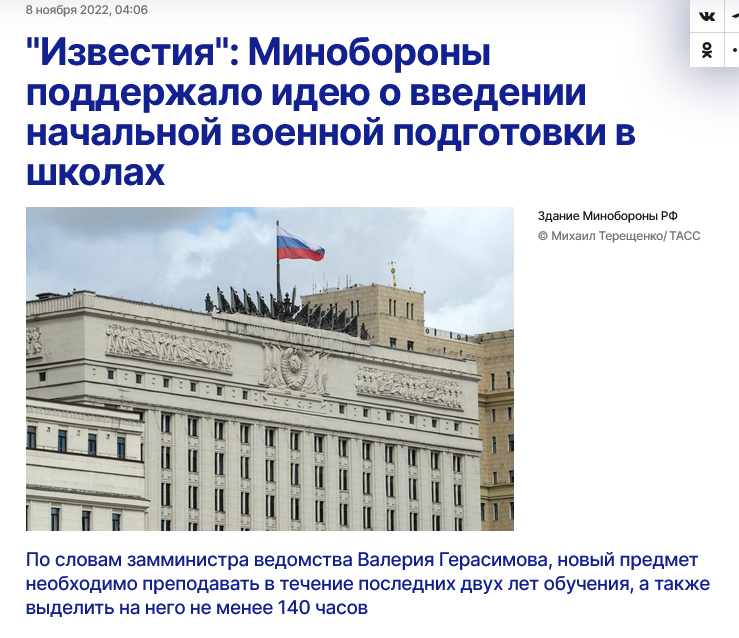 8 ноября 2022, 04:06
"Известия": Минобороны
поддержало идею о введении
начальной военной подготовки в
школах
Здание Минобороны РФ
© Михаил Терещенко/ ТАСС
По словам замминистра ведомства Валерия Герасимова, новый предмет
необходимо преподавать в течение последних двух лет обучения, а также
выделить на него не менее 140 часов